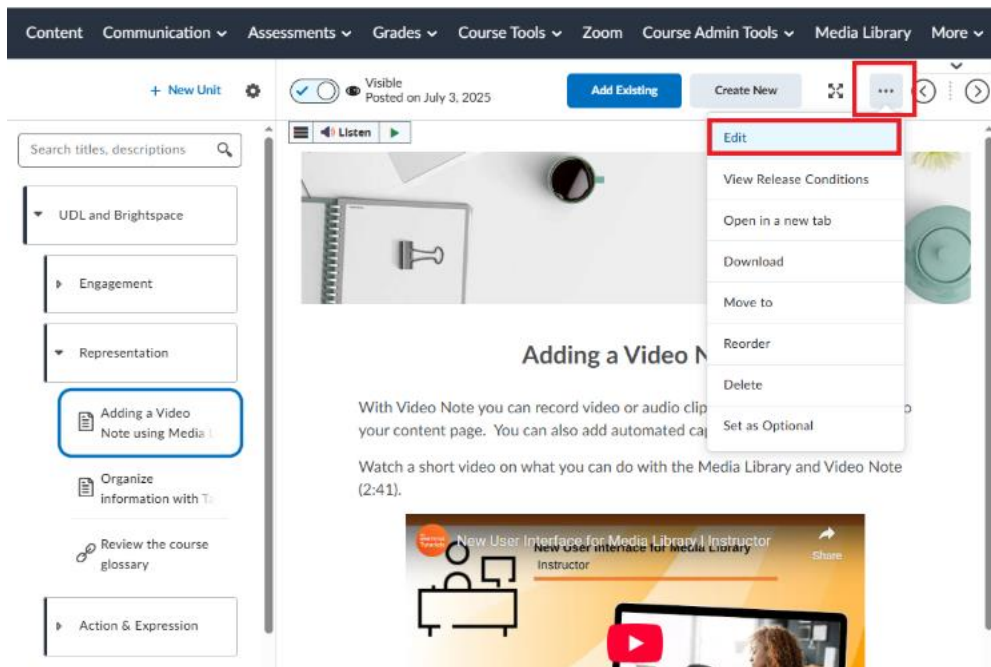 Content Communication Assessments Grades Course Tools Zoom Course Admin Tools Media Library More
+ New Unit
Visible
Posted on July 3, 2025
Add Existing
Create New
...
Listen
Search titles, descriptions
UDL and Brightspace
Engagement
Representation
Adding a Video
Note using Media
Organize
information with
Review the course
glossary
Action & Expression
Edit
View Release Conditions
Open in a new tab
Download
Move to
Reorder
Delete
Set as Optional
Adding a Video
With Video Note you can record video or audio clip
your content page. You can also add automated
Watch a short video on what you can do with the Media Library and Video Note
(2:41).
New User Interface for Media Library | Instructor
Share
New User Interface for Media Library
Instructor